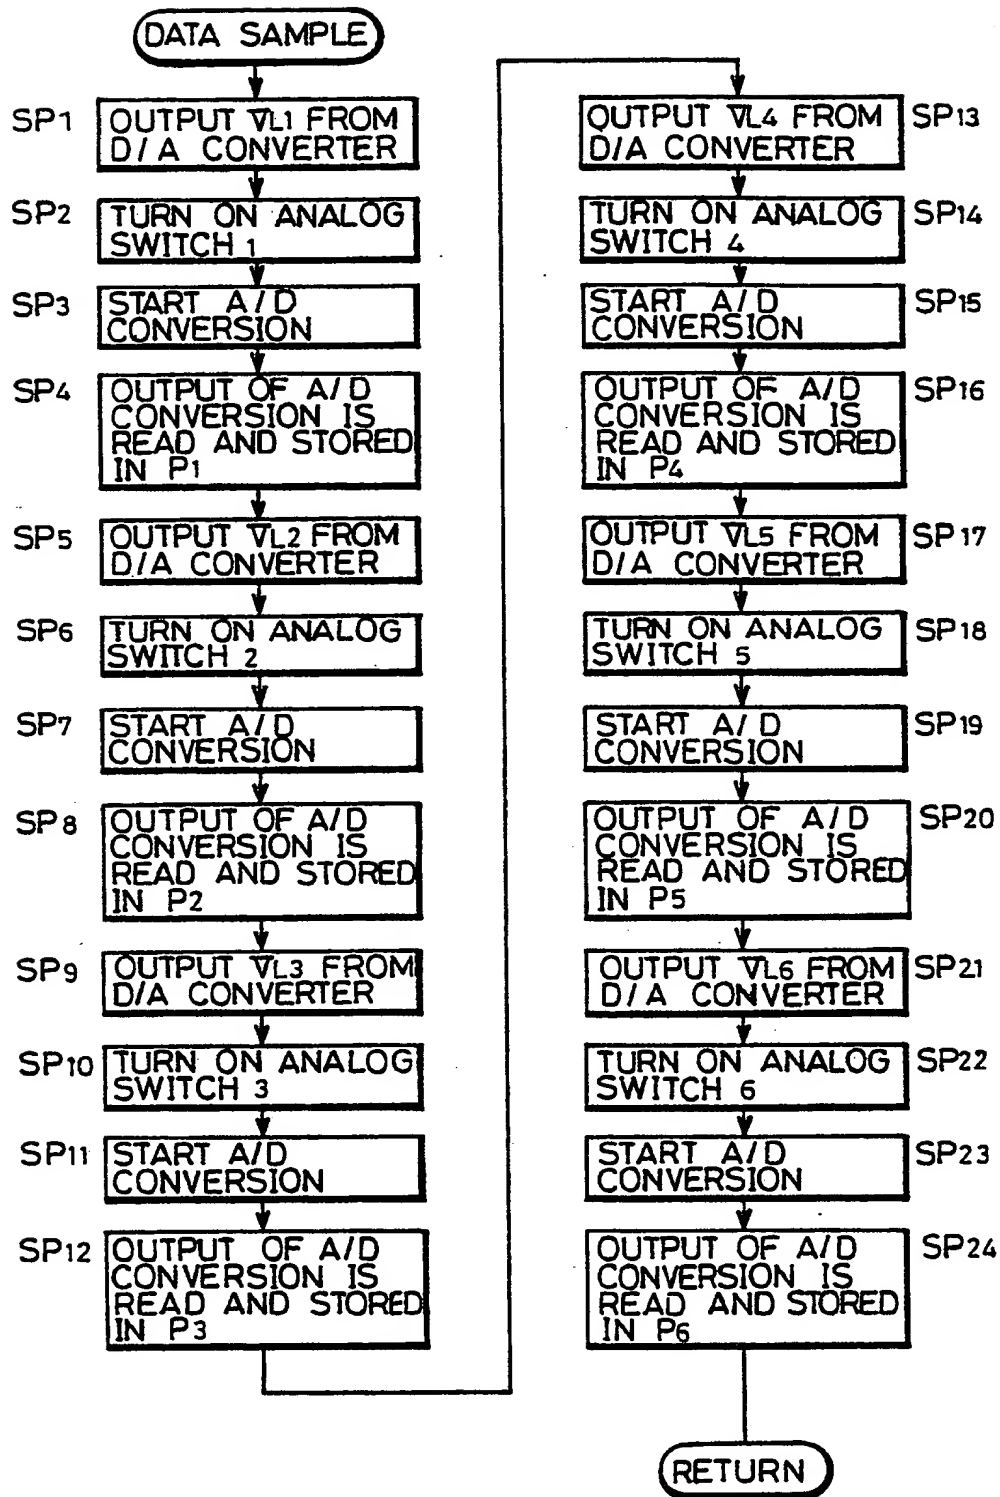 DATA SAMPLE
SP1
OUTPUT VL1 FROM
D/A CONVERTER
SP2
TURN ON ANALOG
SWITCH 1
SP3
START A/D
CONVERSION
SP4
OUTPUT OF A/D
CONVERSION IS
READ AND STORED
IN P1
SP5
OUTPUT VL2 FROM
D/A CONVERTER
SP6
TURN ON ANALOG
SWITCH 2
SP7
START A/D
CONVERSION
SP8
OUTPUT OF A/D
CONVERSION IS
READ AND STORED
IN P2
SP9
OUTPUT VL3 FROM
D/A CONVERTER
SP10
TURN ON ANALOG
SWITCH 3
SP11
START A/D
CONVERSION
SP12
OUTPUT OF A/D
CONVERSION IS
READ AND STORED
IN P3
SP13
OUTPUT VL4 FROM
D/A CONVERTER
SP14
TURN ON ANALOG
SWITCH 4
SP15
START A/D
CONVERSION
SP16
OUTPUT OF A/D
CONVERSION IS
READ AND STORED
IN P4
SP17
OUTPUT VL5 FROM
D/A CONVERTER
SP18
TURN ON ANALOG
SWITCH 5
SP19
START A/D
CONVERSION
SP20
OUTPUT OF A/D
CONVERSION IS
READ AND STORED
IN P5
SP21
OUTPUT VL6 FROM
D/A CONVERTER
SP22
TURN ON ANALOG
SWITCH 6
SP23
START A/D
CONVERSION
SP24
OUTPUT OF A/D
CONVERSION IS
READ AND STORED
IN P6
RETURN